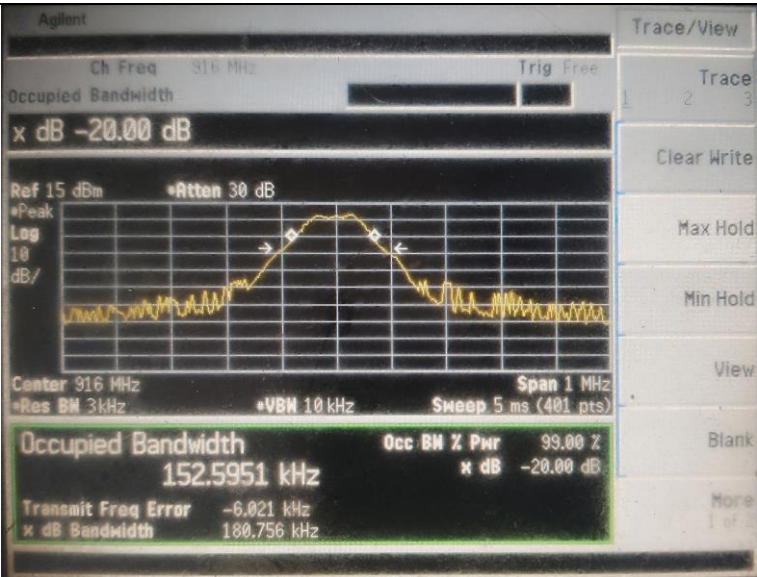 Agilent
Trace/View
Ch Freq 916 MHz Trig Free
Occupied Bandwidth
Trace
1 2 3
x dB -20.00 dB
Clear Write
Ref 15 dBm *Atten 30 dB
*Peak
Log
10
dB/
Max Hold
Min Hold
View
Center 916 MHz Span 1 MHz
*Res BW 3kHz *VBW 10 kHz Sweep 5 ms (401 pts)
Occupied Bandwidth Occ BW % Pwr 99.00 %
152.5951 kHz x dB -20.00 dB
Blank
Transmit Freq Error -6.021 kHz
x dB Bandwidth 180.756 kHz
More
1 of 2